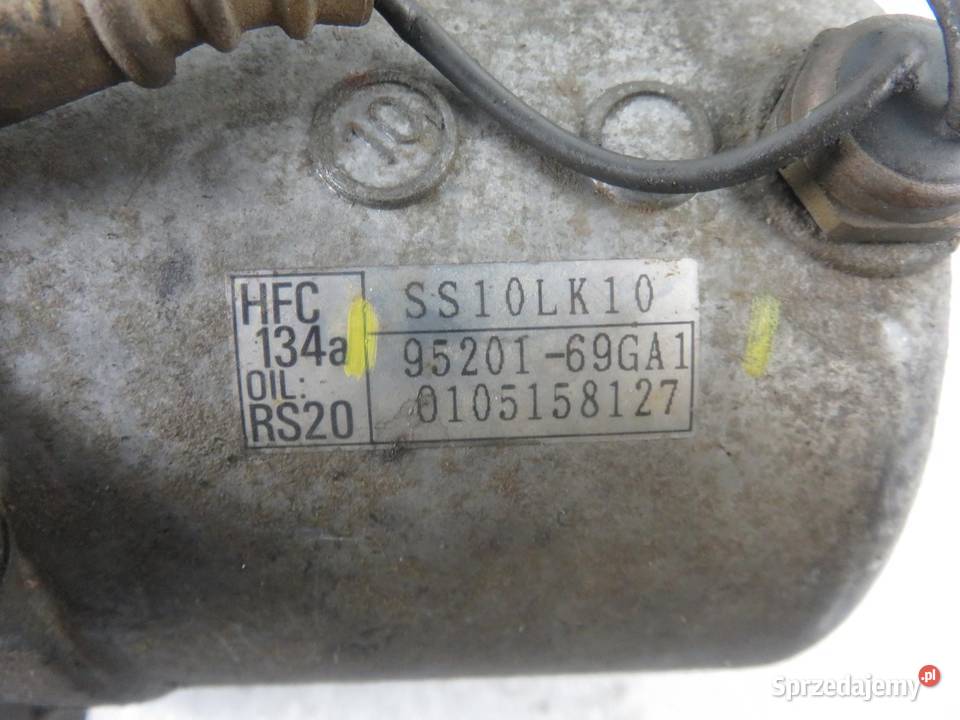 10
HFC
134a
OIL:
RS20
SS10LK10
95201-69GA1
0105158127
Sprzedajemy.pl